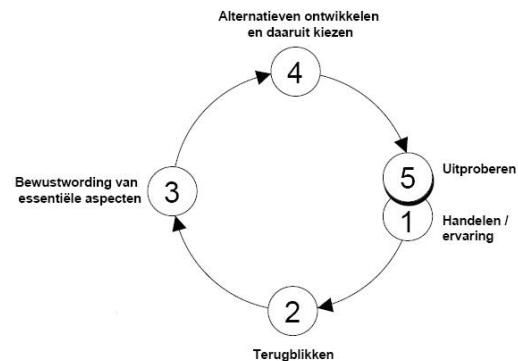 Alternatieven ontwikkelen
en daaruit kiezen
4
5
Uitproberen
Bewustwording van
essentiële aspecten
3
1
Handelen /
ervaring
2
Terugblikken